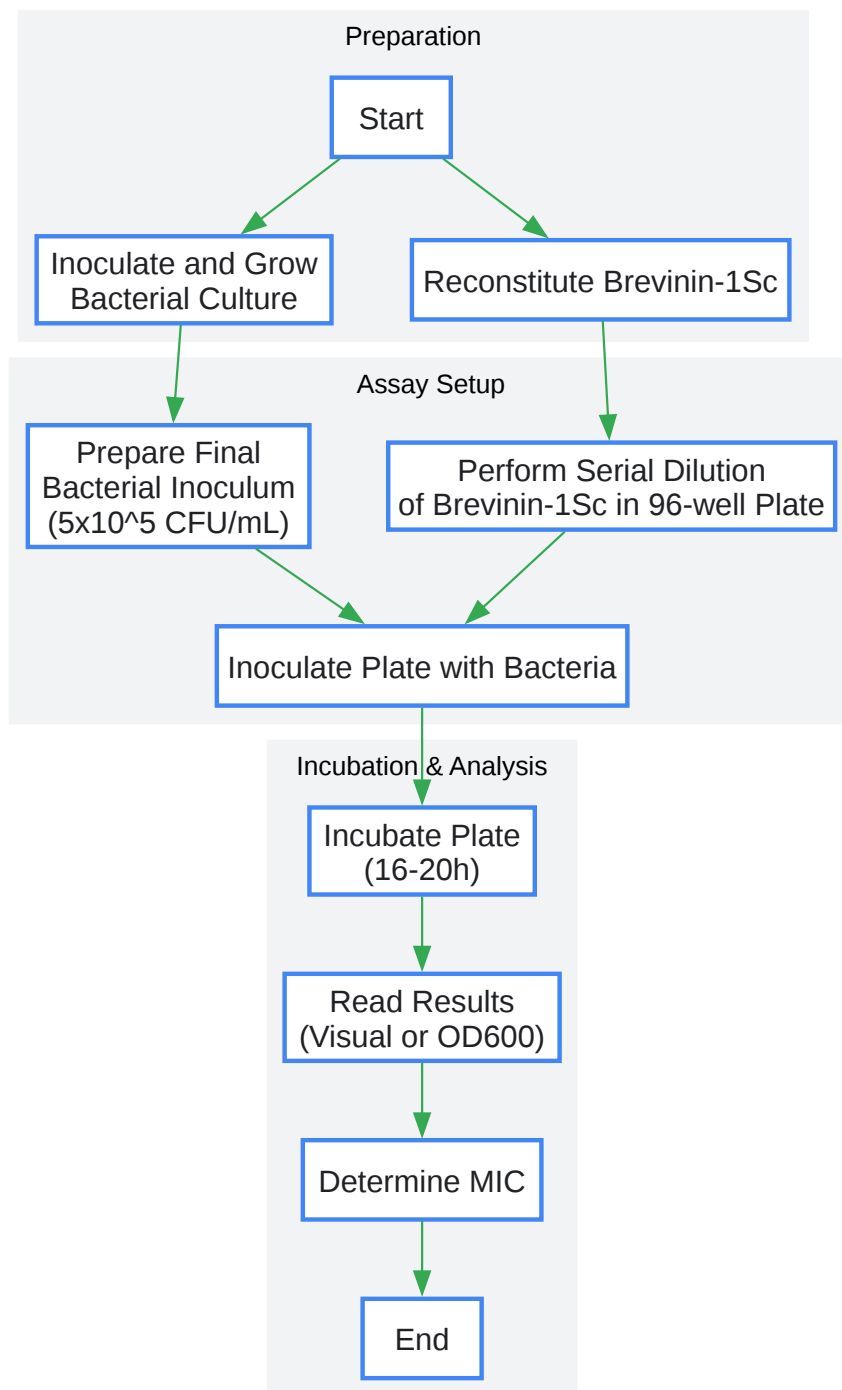 Preparation
Start
Inoculate and Grow
Bacterial Culture
Reconstitute Brevinin-1Sc
Assay Setup
Prepare Final
Bacterial Inoculum
(5x10^5 CFU/mL)
Perform Serial Dilution
of Brevinin-1Sc in 96-well Plate
Inoculate Plate with Bacteria
Incubation & Analysis
Incubate Plate
(16-20h)
Read Results
(Visual or OD600)
Determine MIC
End